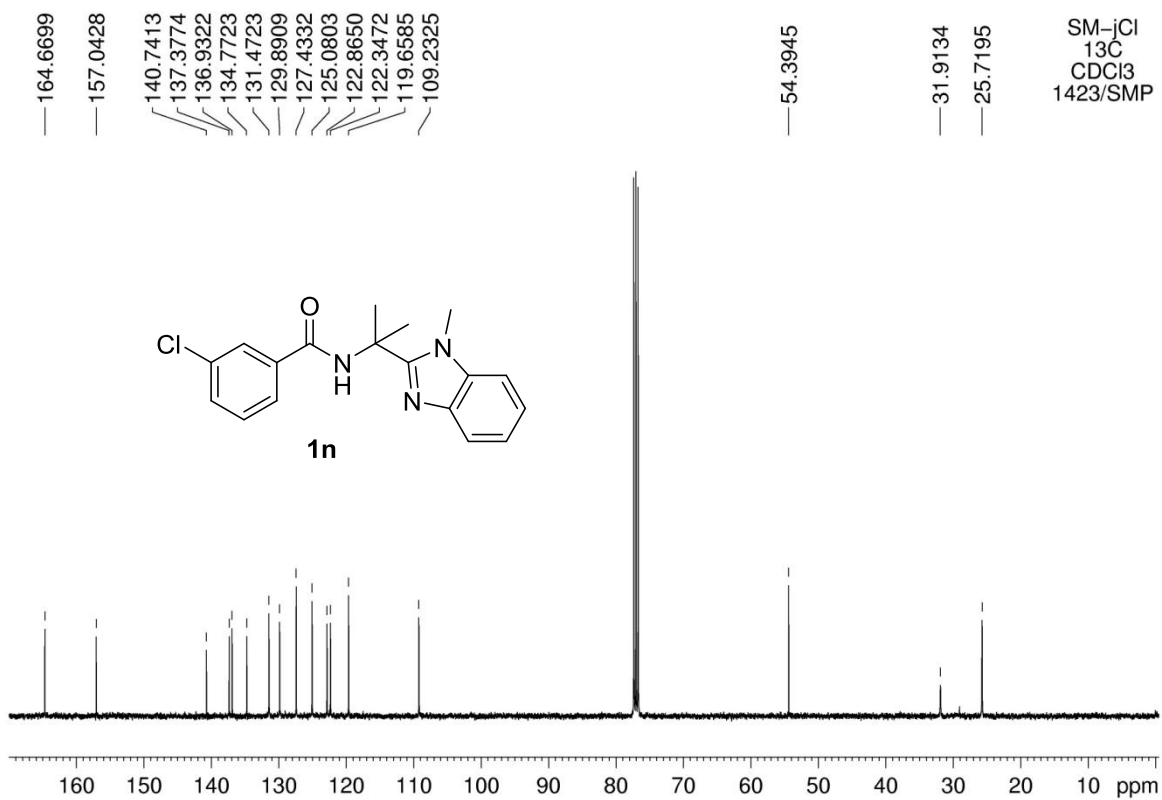 164.6699
157.0428
140.7413
137.3774
136.9322
134.7723
131.4723
129.8909
127.4332
125.0803
122.8650
122.3472
119.6585
109.2325
54.3945
31.9134
25.7195
SM-jCl
13C
CDCl3
1423/SMP
O
Cl
N
H
N
N
1n
160 150 140 130 120 110 100 90 80 70 60 50 40 30 20 10 ppm